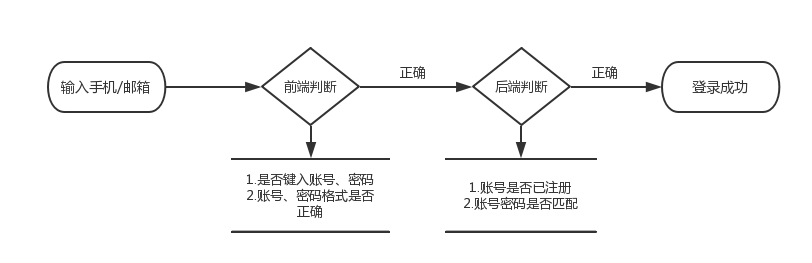 输入手机/邮箱
前端判断
正确
后端判断
正确
登录成功
1.是否键入账号、密码
2.账号、密码格式是否
正确
1.账号是否已注册
2.账号密码是否匹配